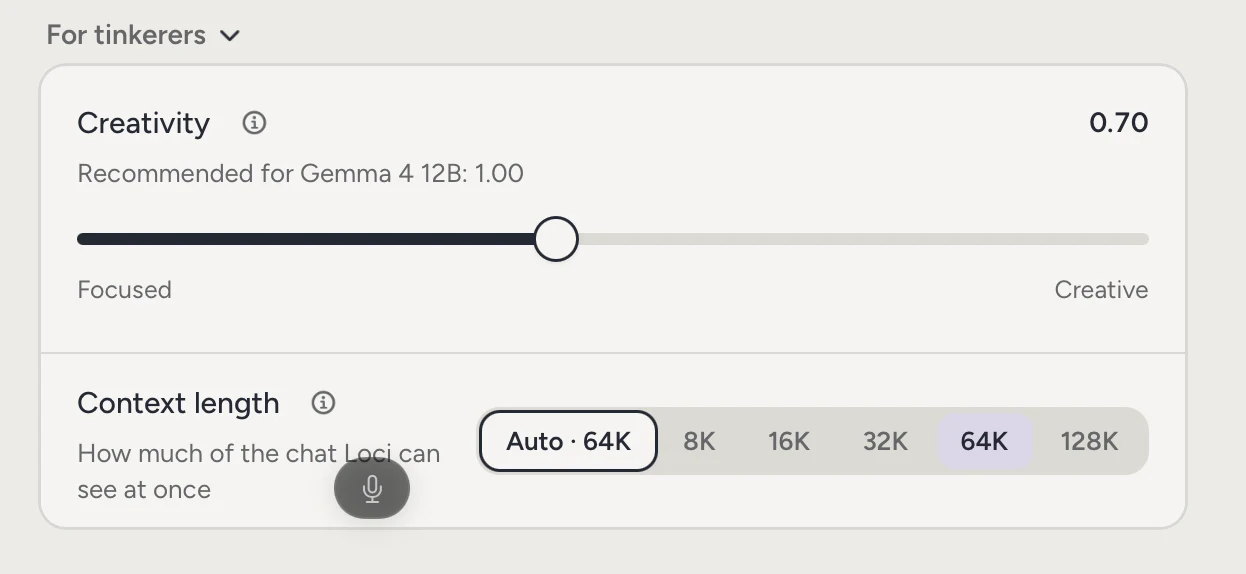 For tinkerers
Creativity
0.70
Recommended for Gemma 4 12B: 1.00
Focused
Creative
Context length
How much of the chat Loci can
see at once
Auto · 64K 8K 16K 32K 64K 128K